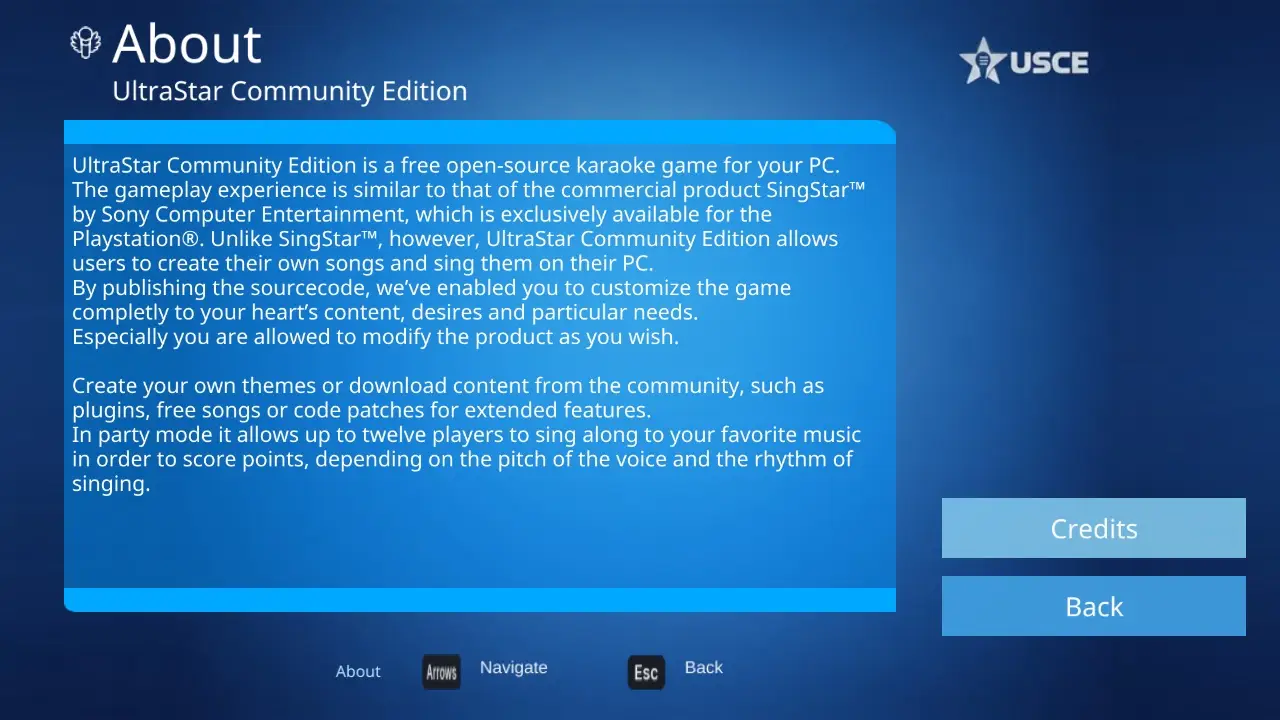 About
UltraStar Community Edition
USCE
UltraStar Community Edition is a free open-source karaoke game for your PC.
The gameplay experience is similar to that of the commercial product SingStar™
by Sony Computer Entertainment, which is exclusively available for the
Playstation®. Unlike SingStar™, however, UltraStar Community Edition allows
users to create their own songs and sing them on their PC.
By publishing the sourcecode, we’ve enabled you to customize the game
completly to your heart’s content, desires and particular needs.
Especially you are allowed to modify the product as you wish.
Create your own themes or download content from the community, such as
plugins, free songs or code patches for extended features.
In party mode it allows up to twelve players to sing along to your favorite music
in order to score points, depending on the pitch of the voice and the rhythm of
singing.
Credits
Back
About
Arrows
Navigate
Esc
Back